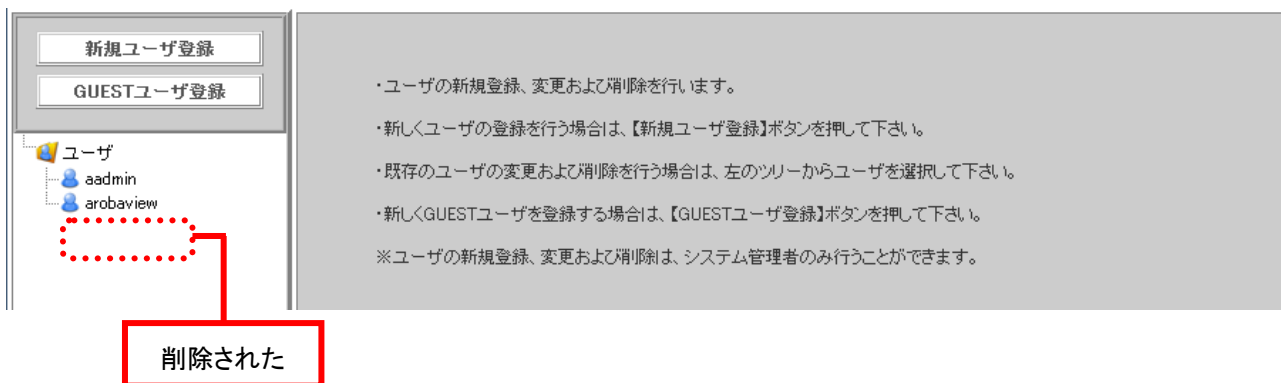 新規ユーザ登録
GUESTユーザ登録
ユーザ
aadmin
arobaview
・ユーザの新規登録、変更および削除を行います。
・新しくユーザの登録を行う場合は、【新規ユーザ登録】ボタンを押して下さい。
・既存のユーザの変更および削除を行う場合は、左のツリーからユーザを選択して下さい。
・新しくGUESTユーザを登録する場合は、【GUESTユーザ登録】ボタンを押して下さい。
※ユーザの新規登録、変更および削除は、システム管理者のみ行うことができます。
削除された